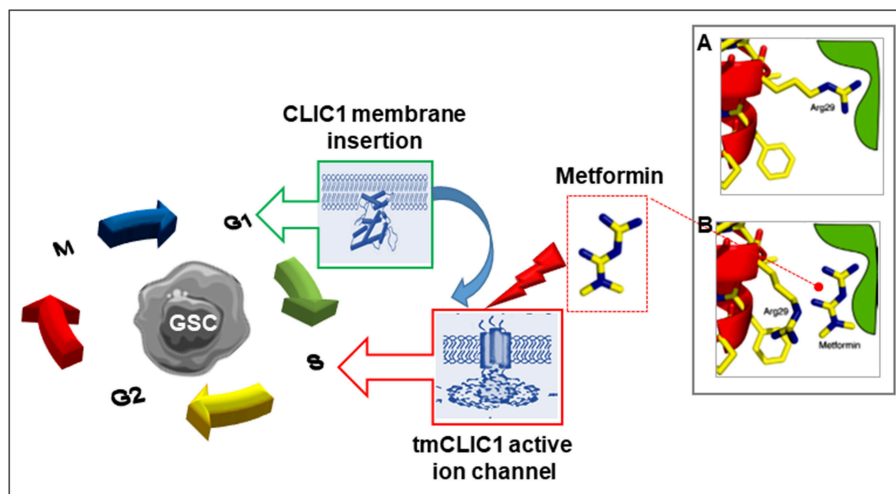 CLIC1 membrane
insertion
Metformin
A
Arg29
B
Arg29
Metformin
G1
M
GSC
S
G2
tmCLIC1 active
ion channel